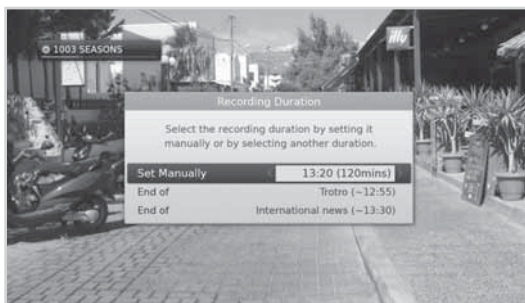 illy
1003 SEASONS
Recording Duration
Select the recording duration by setting it
manually or by selecting another duration.
Set Manually 13:20 (120mins)
End of Trotro (~12:55)
End of International news (~13:30)